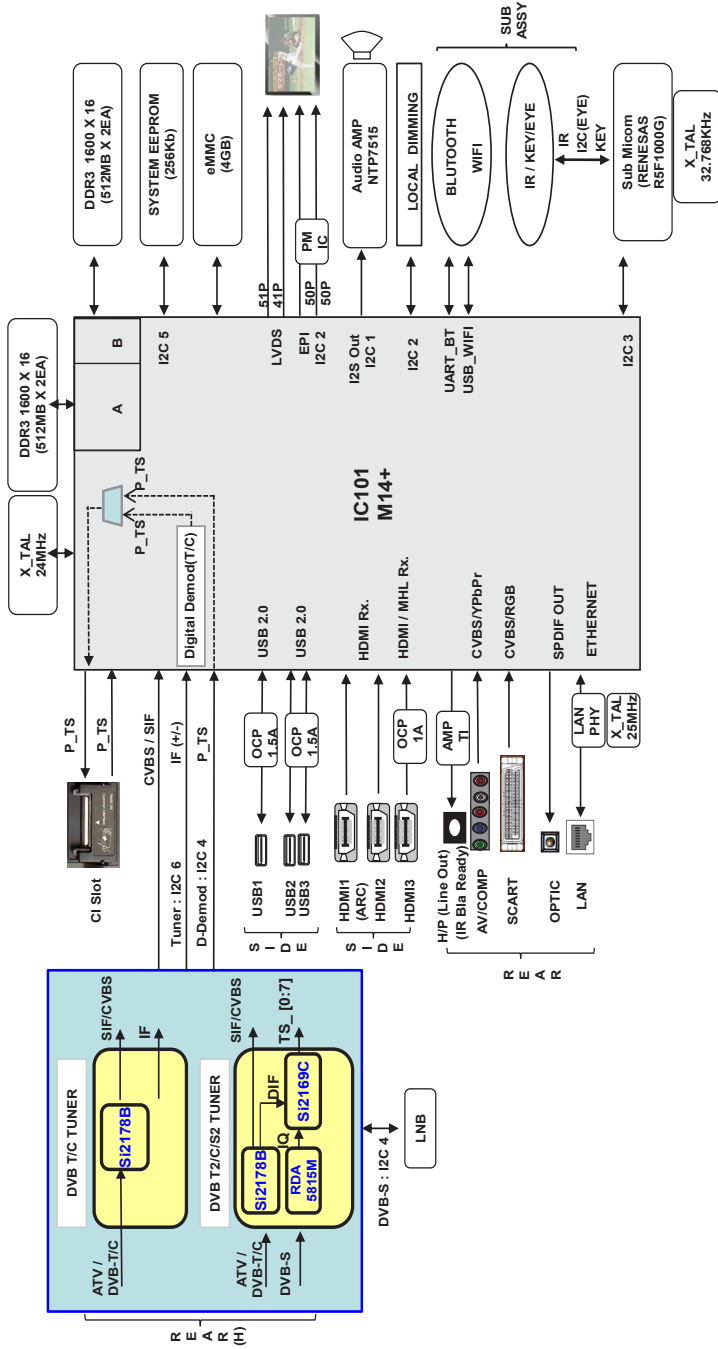 R
E
A
R
(H)
ATV /
DVB-T/C
ATV /
DVB-T/C
DVB-S
DVB T/C TUNER
Si2178B
SIF/CVBS
IF
DVB T2/C/S2 TUNER
Si2178B
DIF
IQ
RDA
5815M
Si2169C
SIF/CVBS
TS_ [0:7]
DVB-S : I2C 4
LNB
CI Slot
P_TS
P_TS
CVBS / SIF
Tuner : I2C 6
IF (+/-)
D-Demod : I2C 4
P_TS
S
I
D
E
USB1
USB2
USB3
OCP
1.5A
OCP
1.5A
USB 2.0
USB 2.0
S
I
D
E
HDMI1
(ARC)
HDMI2
HDMI3
OCP
1A
HDMI Rx.
HDMI / MHL Rx.
R
E
A
R
H/P (Line Out)
(IR Bla Ready)
AV/COMP
SCART
OPTIC
LAN
AMP
TI
LAN
PHY
X_TAL
25MHz
CVBS/YPbPr
CVBS/RGB
SPDIF OUT
ETHERNET
X_TAL
24MHz
DDR3 1600 X 16
(512MB X 2EA)
A
B
P_TS
P_TS
Digital Demod(T/C)
IC101
M14+
I2C 5
LVDS
EPI
I2C 2
I2S Out
I2C 1
I2C 2
UART_BT
USB_WIFI
I2C 3
51P
41P
50P
50P
PM
IC
DDR3 1600 X 16
(512MB X 2EA)
SYSTEM EEPROM
(256Kb)
eMMC
(4GB)
Audio AMP
NTP7515
LOCAL DIMMING
BLUTOOTH
WIFI
IR / KEY/EYE
SUB
ASSY
IR
I2C(EYE)
KEY
Sub Micom
(RENESAS
R5F1000G)
X_TAL
32.768KHz